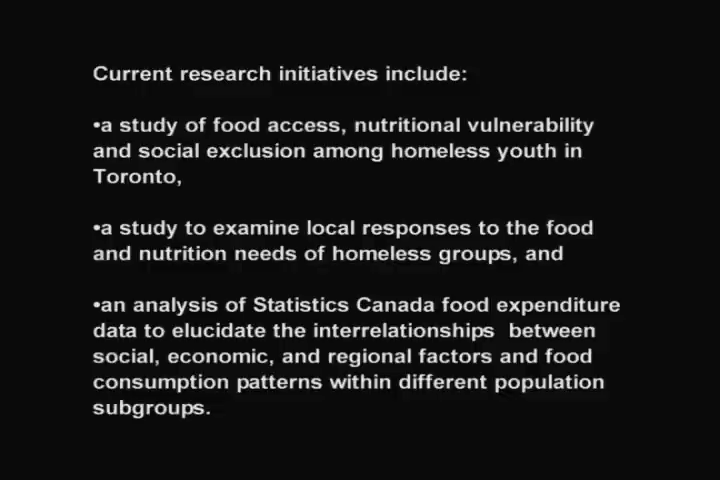 Current research initiatives include:
•a study of food access, nutritional vulnerability
and social exclusion among homeless youth in
Toronto,
•a study to examine local responses to the food
and nutrition needs of homeless groups, and
•an analysis of Statistics Canada food expenditure
data to elucidate the interrelationships between
social, economic, and regional factors and food
consumption patterns within different population
subgroups.